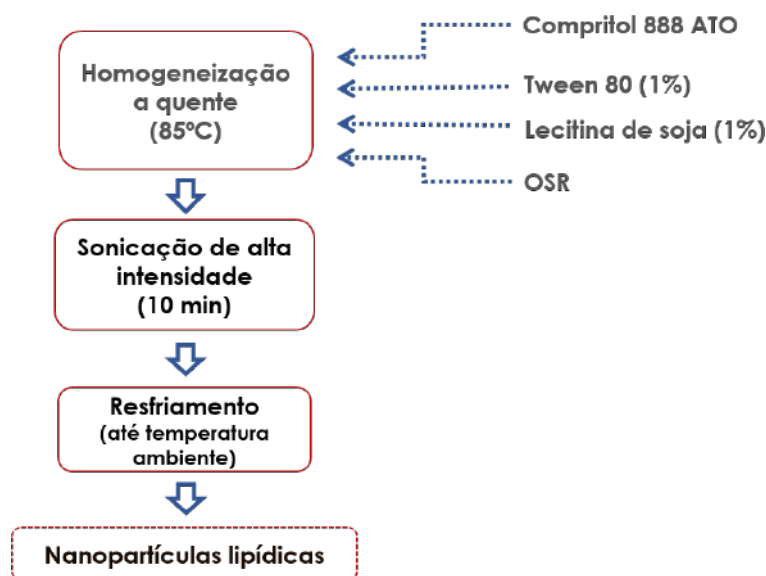 Homogeneização
a quente
(85ºC)
Compritol 888 ATO
Tween 80 (1%)
Lecitina de soja (1%)
OSR
Sonicação de alta
intensidade
(10 min)
Resfriamento
(até temperatura
ambiente)
Nanopartículas lipídicas